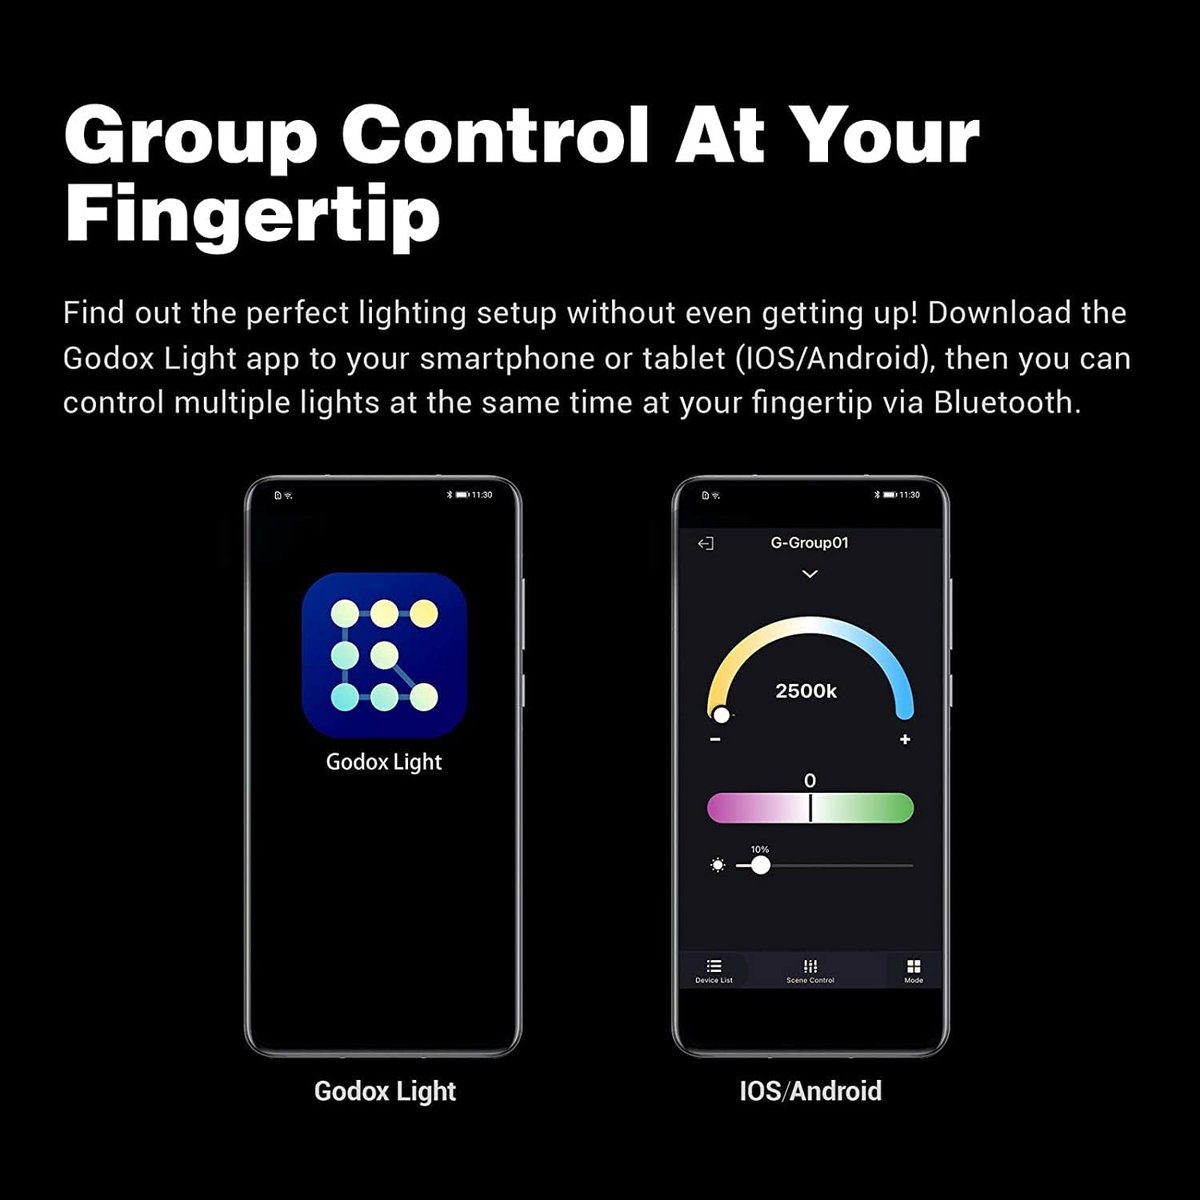 Group Control At Your
Fingertip
Find out the perfect lighting setup without even getting up! Download the
Godox Light app to your smartphone or tablet (IOS/Android), then you can
control multiple lights at the same time at your fingertip via Bluetooth.
11:30
Godox Light
Godox Light
11:30
G-Group01
2500k
- +
0
10%
Device List Scene Control Mode
IOS/Android